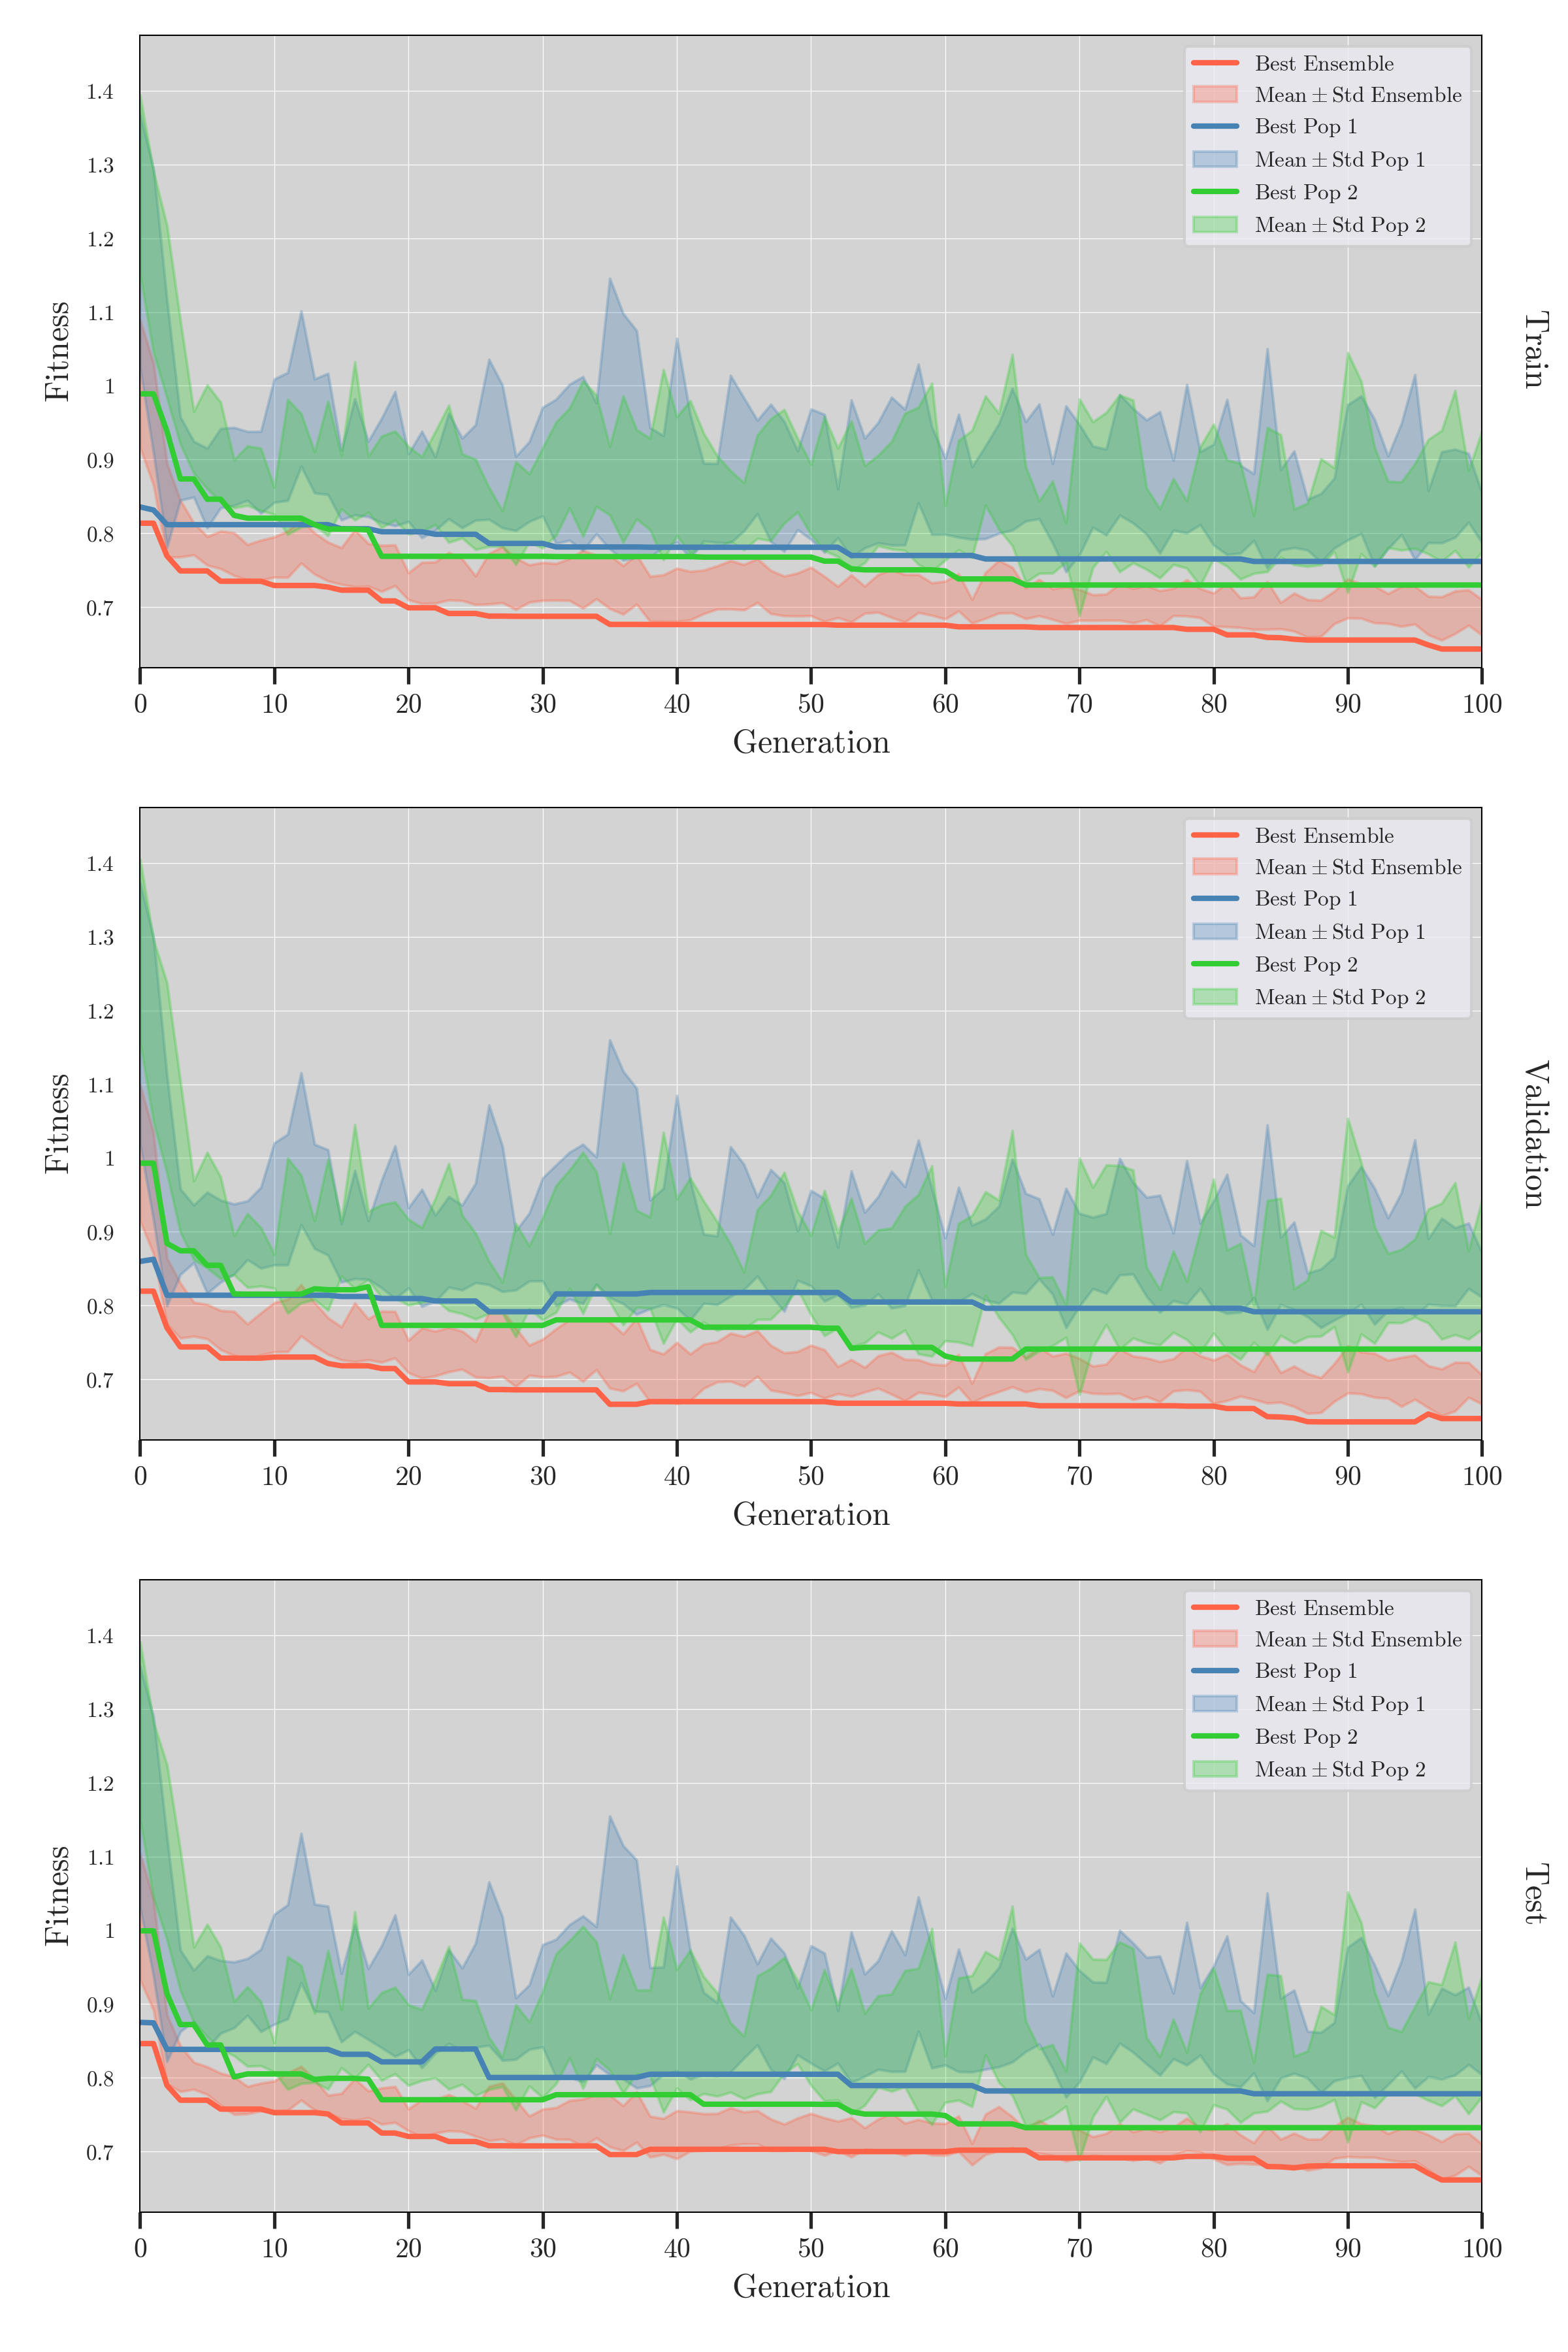 Best Ensemble
Mean ± Std Ensemble
Best Pop 1
Mean ± Std Pop 1
Best Pop 2
Mean ± Std Pop 2
1.4
1.3
1.2
1.1
1
0.9
0.8
0.7
Fitness
Train
0 10 20 30 40 50 60 70 80 90 100
Generation
Best Ensemble
Mean ± Std Ensemble
Best Pop 1
Mean ± Std Pop 1
Best Pop 2
Mean ± Std Pop 2
1.4
1.3
1.2
1.1
1
0.9
0.8
0.7
Fitness
Validation
0 10 20 30 40 50 60 70 80 90 100
Generation
Best Ensemble
Mean ± Std Ensemble
Best Pop 1
Mean ± Std Pop 1
Best Pop 2
Mean ± Std Pop 2
1.4
1.3
1.2
1.1
1
0.9
0.8
0.7
Fitness
Test
0 10 20 30 40 50 60 70 80 90 100
Generation